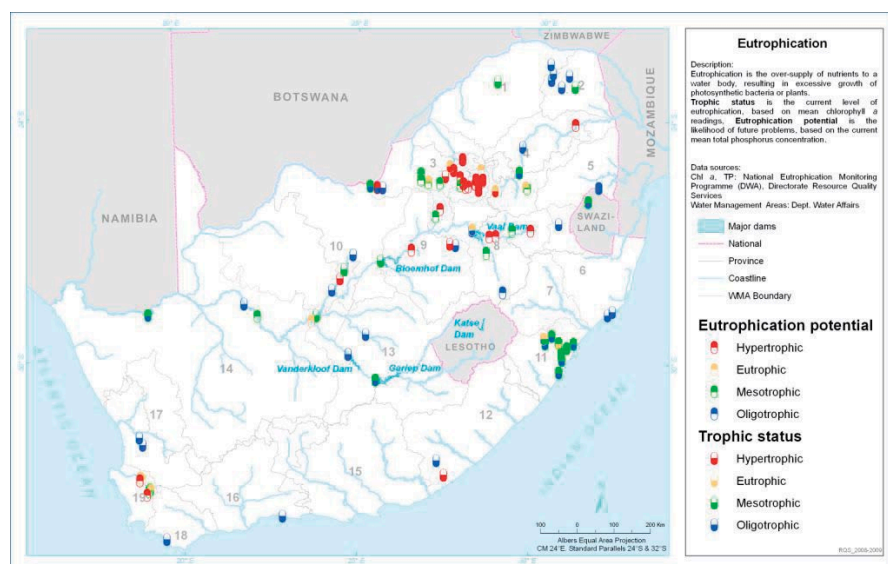 ZIMBWABWE
BOTSWANA
MOZAMBIQUE
NAMIBIA
1
2
3
4
5
SWAZI-
LAND
Vaal Dam
10
9
8
6
Bloemhof Dam
7
Katse
Dam
LESOTHO
11
14
13
Vanderkloof Dam
Gariep Dam
ATLANTIC OCEAN
INDIAN OCEAN
17
12
15
16
19
18
100 0 100 200 Km
Albers Equal Area Projection
CM 24°E. Standard Parallels 24°S & 32°S
Eutrophication
Description:
Eutrophication is the over-supply of nutrients to a
water body, resulting in excessive growth of
photosynthetic bacteria or plants.
Trophic status is the current level of
eutrophication, based on mean chlorophyll a
readings. Eutrophication potential is the
likelihood of future problems, based on the current
mean total phosphorus concentration.
Data sources:
Chl a, TP: National Eutrophication Monitoring
Programme (DWA), Directorate Resource Quality
Services
Water Management Areas: Dept. Water Affairs
Major dams
National
Province
Coastline
WMA Boundary
Eutrophication potential
Hypertrophic
Eutrophic
Mesotrophic
Oligotrophic
Trophic status
Hypertrophic
Eutrophic
Mesotrophic
Oligotrophic